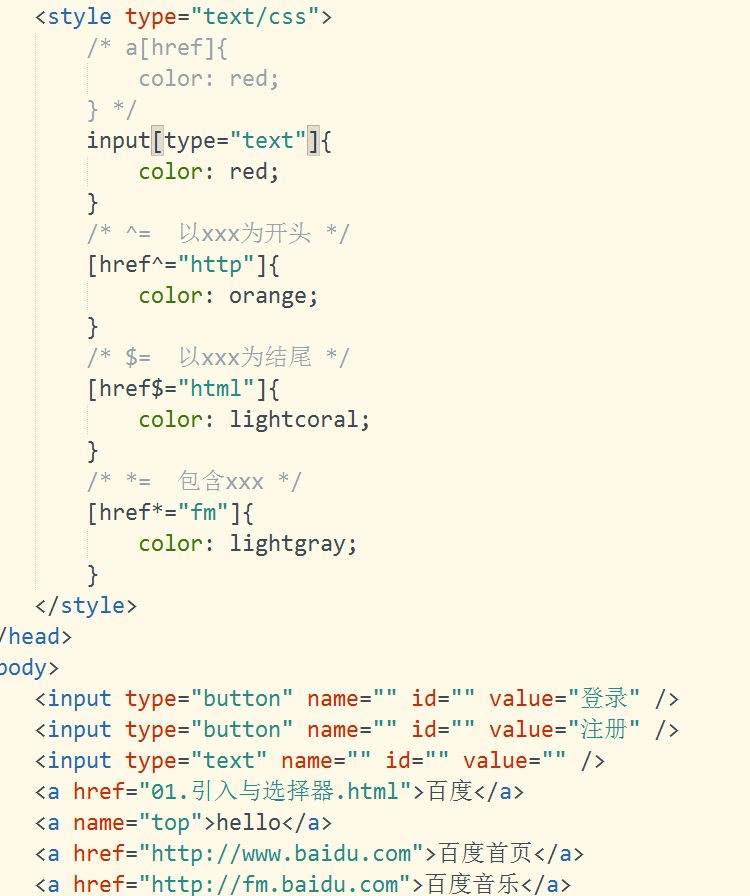 <style type="text/css">
/* a[href]{
color: red;
} */
input[type="text"]{
color: red;
}
/* ^=  以xxx为开头 */
[href^="http"]{
color: orange;
}
/* $=  以xxx为结尾 */
[href$="html"]{
color: lightcoral;
}
/* *=  包含xxx */
[href*="fm"]{
color: lightgray;
}
</style>
/head>
body>
<input type="button" name="" id="" value="登录" />
<input type="button" name="" id="" value="注册" />
<input type="text" name="" id="" value="" />
<a href="01.引入与选择器.html">百度</a>
<a name="top">hello</a>
<a href="http://www.baidu.com">百度首页</a>
<a href="http://fm.baidu.com">百度音乐</a>